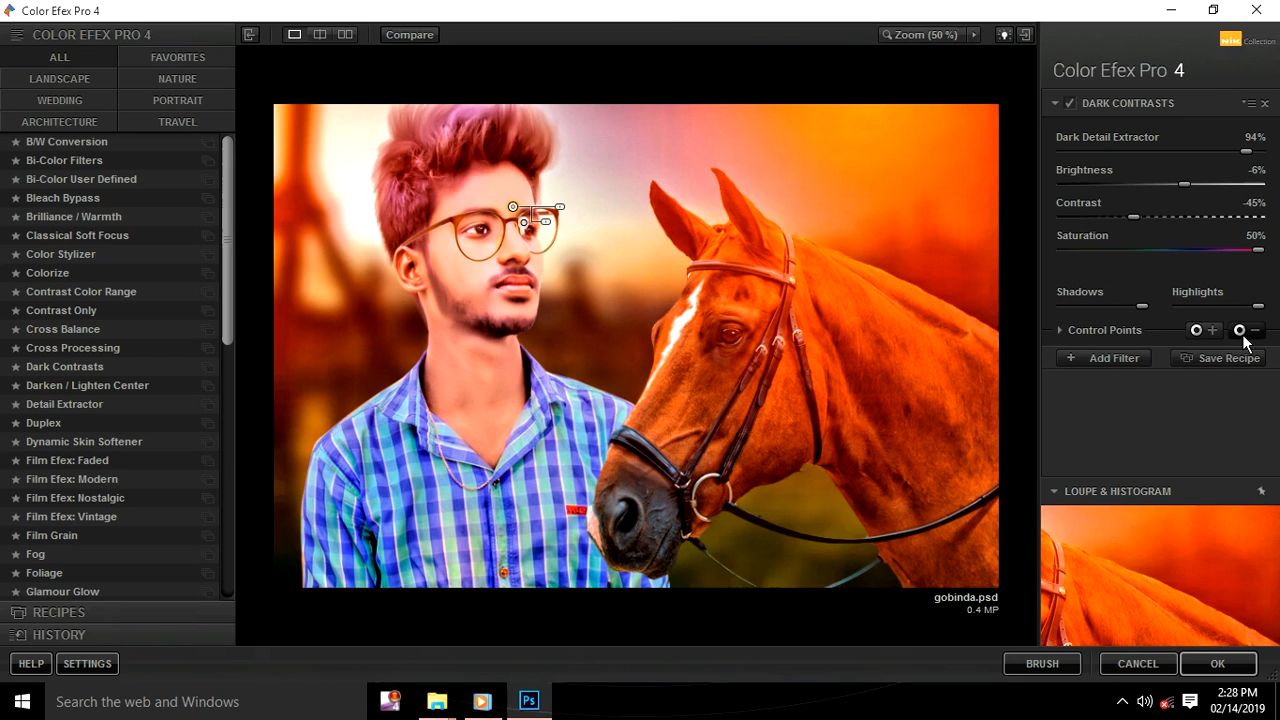 Color Efex Pro 4
COLOR EFEX PRO 4
ALL
FAVORITES
LANDSCAPE
NATURE
WEDDING
PORTRAIT
ARCHITECTURE
TRAVEL
B/W Conversion
Bi-Color Filters
Bi-Color User Defined
Bleach Bypass
Brilliance / Warmth
Classical Soft Focus
Color Stylizer
Colorize
Contrast Color Range
Contrast Only
Cross Balance
Cross Processing
Dark Contrasts
Darken / Lighten Center
Detail Extractor
Duplex
Dynamic Skin Softener
Film Efex: Faded
Film Efex: Modern
Film Efex: Nostalgic
Film Efex: Vintage
Film Grain
Fog
Foliage
Glamour Glow
RECIPES
HISTORY
HELP
SETTINGS
Compare
Zoom (50 %)
gobinda.psd
0.4 MP
Nik Collection
Color Efex Pro 4
DARK CONTRASTS
Dark Detail Extractor 94%
Brightness -6%
Contrast -45%
Saturation 50%
Shadows Highlights
Control Points
Add Filter
Save Recipe
LOUPE & HISTOGRAM
BRUSH
CANCEL
OK
Search the web and Windows
Ps
2:28 PM
02/14/2019